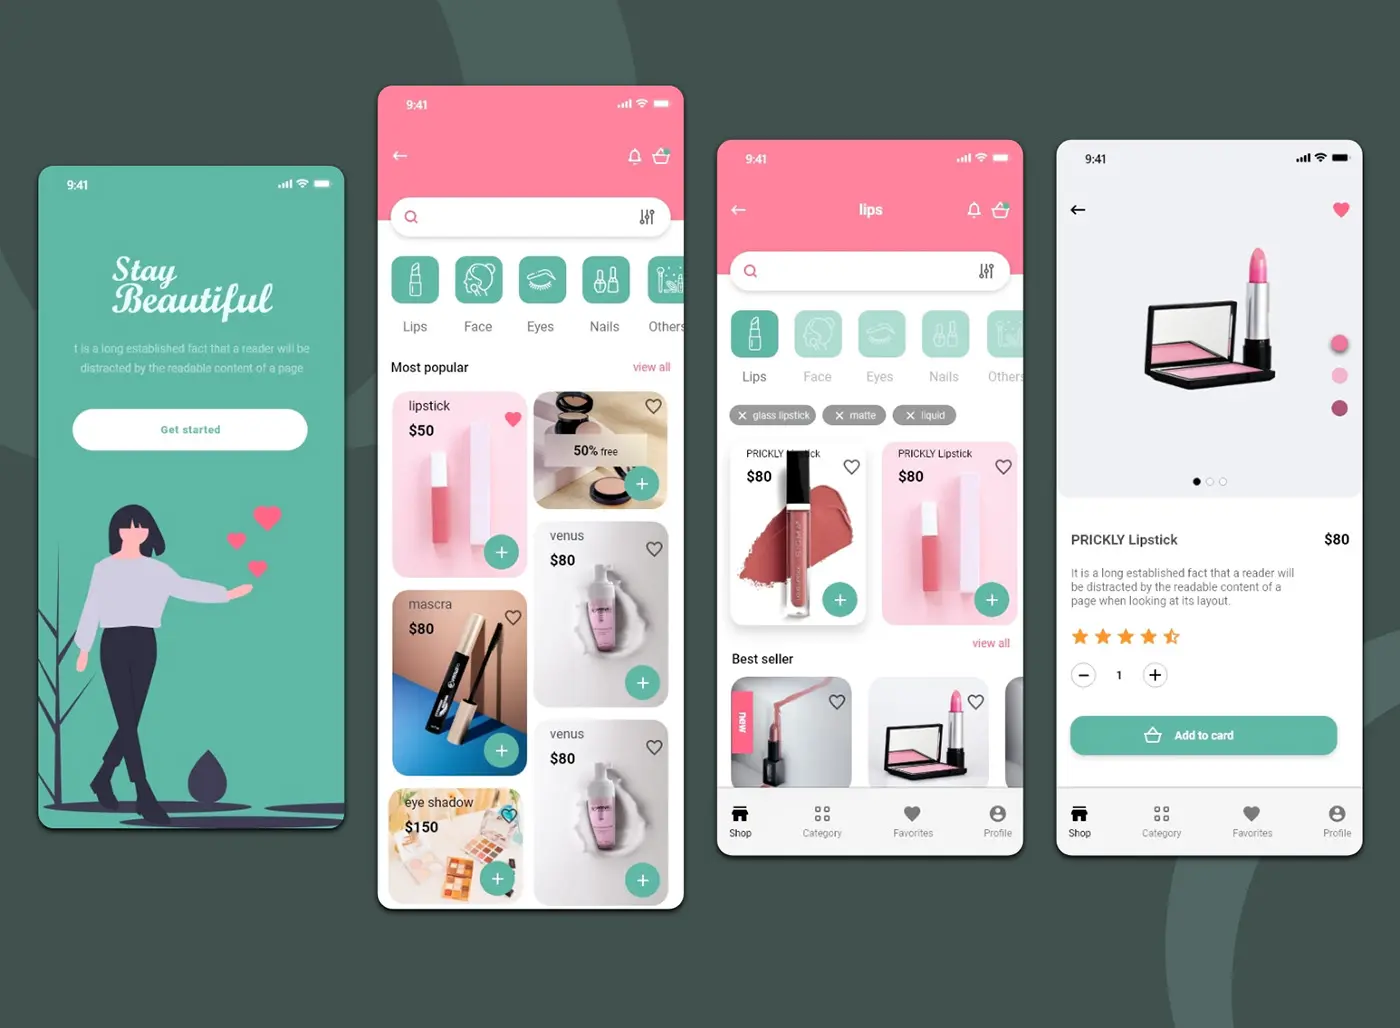 9:41
Stay
Beautiful
t is a long established fact that a reader will be
distracted by the readable content of a page
Get started
9:41
Lips Face Eyes Nails Others
Most popular view all
lipstick
$50
50% free
venus
$80
mascra
$80
venus
$80
eye shadow
$150
9:41
lips
Lips Face Eyes Nails Others
glass lipstick matte liquid
PRICKLY Lipstick
$80
PRICKLY Lipstick
$80
view all
Best seller
new
Shop Category Favorites Profile
9:41
PRICKLY Lipstick $80
It is a long established fact that a reader will
be distracted by the readable content of a
page when looking at its layout.
1
Add to card
Shop Category Favorites Profile